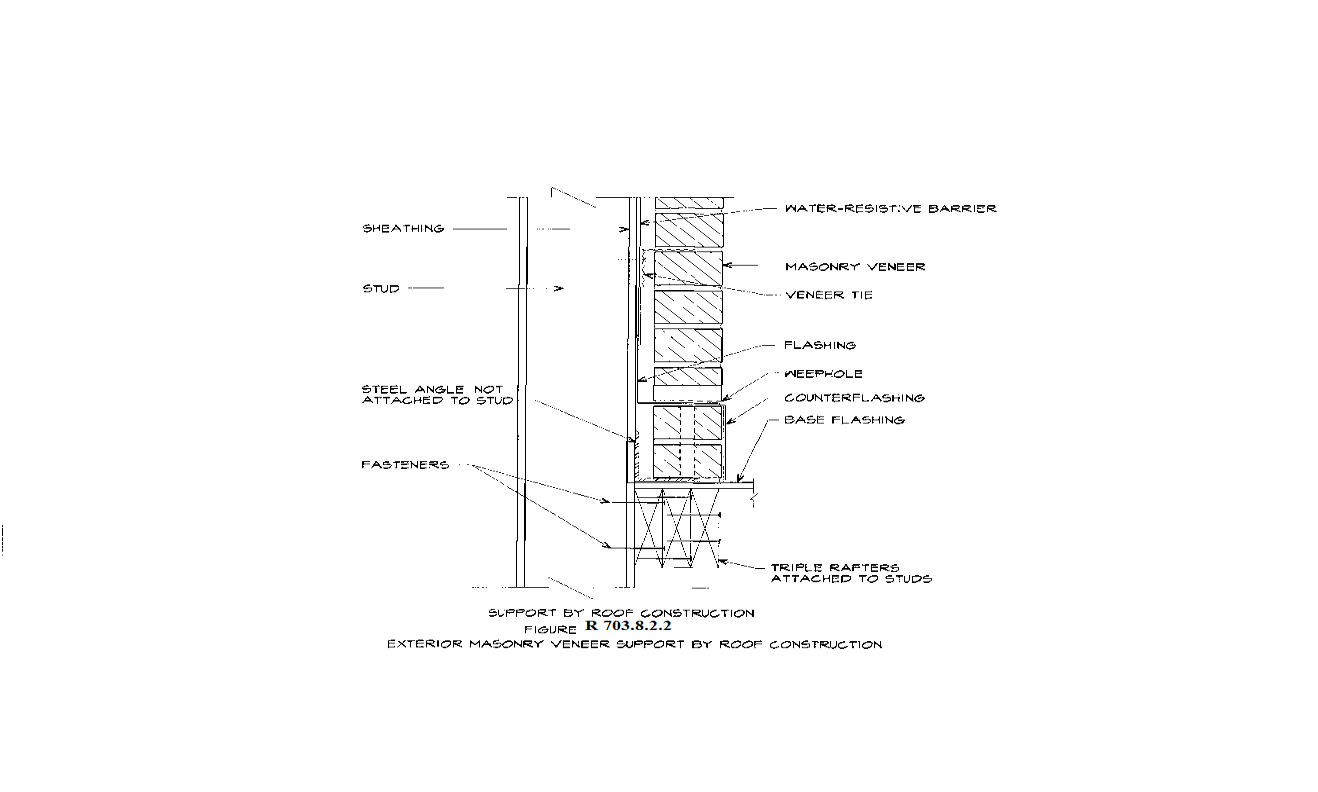 WATER-RESISTIVE BARRIER
SHEATHING
MASONRY VENEER
STUD
VENEER TIE
FLASHING
WEEPHOLE
STEEL ANGLE NOT
ATTACHED TO STUD
COUNTERFLASHING
BASE FLASHING
FASTENERS
TRIPLE RAFTERS
ATTACHED TO STUDS
SUPPORT BY ROOF CONSTRUCTION
FIGURE R 703.8.2.2
EXTERIOR MASONRY VENEER SUPPORT BY ROOF CONSTRUCTION